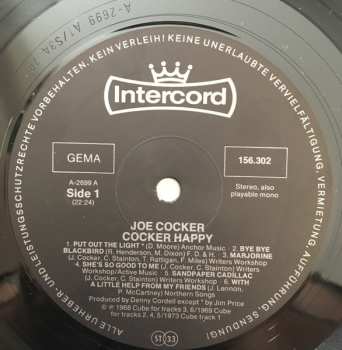 A-2699 A
ALLE URHEBER- UND LEISTUNGSSCHUTZRECHTE VORBEHALTEN. KEIN VERLEIH! KEINE UNERLAUBTE VERVIELFÄLTIGUNG, VERMIETUNG, AUFFÜHRUNG, SENDUNG!
Intercord
GEMA
156.302
A-2699 A
Side 1
(22:24)
Stereo, also
playable mono
JOE COCKER
COCKER HAPPY
1. PUT OUT THE LIGHT * (D. Moore) Anchor Music · 2. BYE BYE
BLACKBIRD (R. Henderson, M. Dixon) F. D. & H. · 3. MARJORINE
(J. Cocker, C. Stainton, T. Rattigan, F. Miles) Writers Workshop
4. SHE'S SO GOOD TO ME (J. Cocker, C. Stainton) Writers
Workshop/Active Music · 5. SANDPAPER CADILLAC
(J. Cocker, C. Stainton) Writers Workshop · 6. WITH
A LITTLE HELP FROM MY FRIENDS (J. Lennon,
P. McCartney) Northern Songs
Produced by Denny Cordell except * by Jim Price
℗ 1968 Cube for tracks 3, 6/1969 Cube
for tracks 2, 4, 5/1973 Cube track 1
ST 33